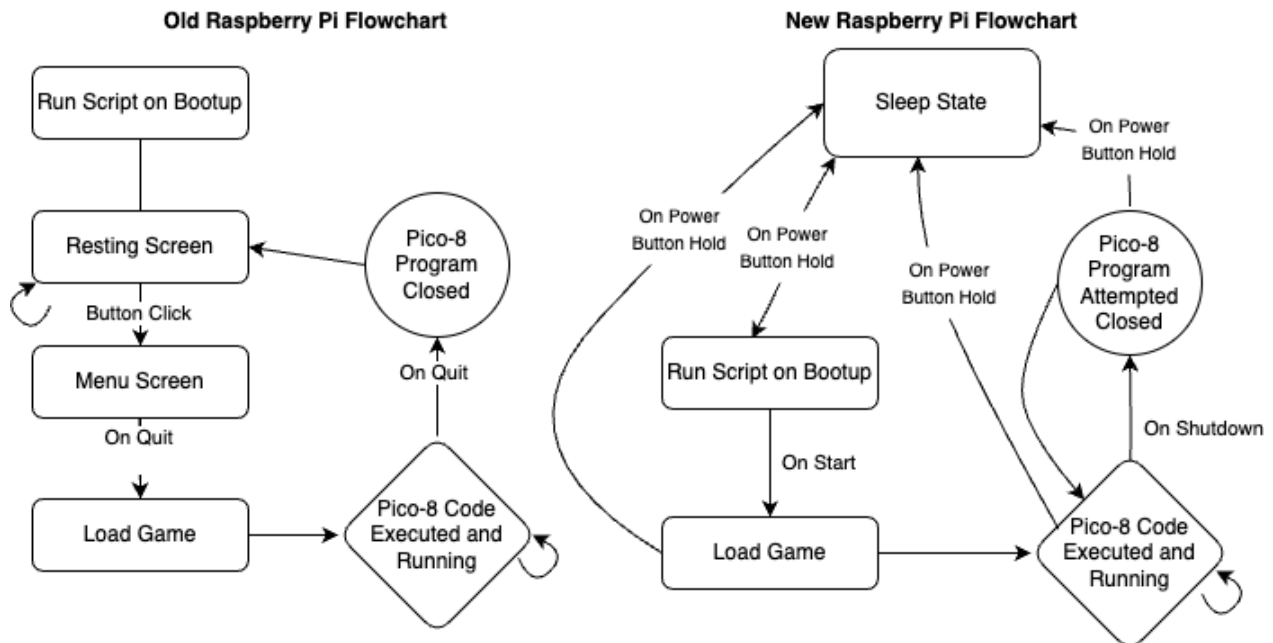 Old Raspberry Pi Flowchart
Run Script on Bootup
Resting Screen
Button Click
Menu Screen
On Quit
Load Game
Pico-8
Program
Closed
On Quit
Pico-8 Code
Executed and
Running
New Raspberry Pi Flowchart
Sleep State
On Power
Button Hold
On Power
Button Hold
On Power
Button Hold
On Power
Button Hold
Pico-8
Program
Attempted
Closed
Run Script on Bootup
On Start
On Shutdown
Load Game
Pico-8 Code
Executed and
Running